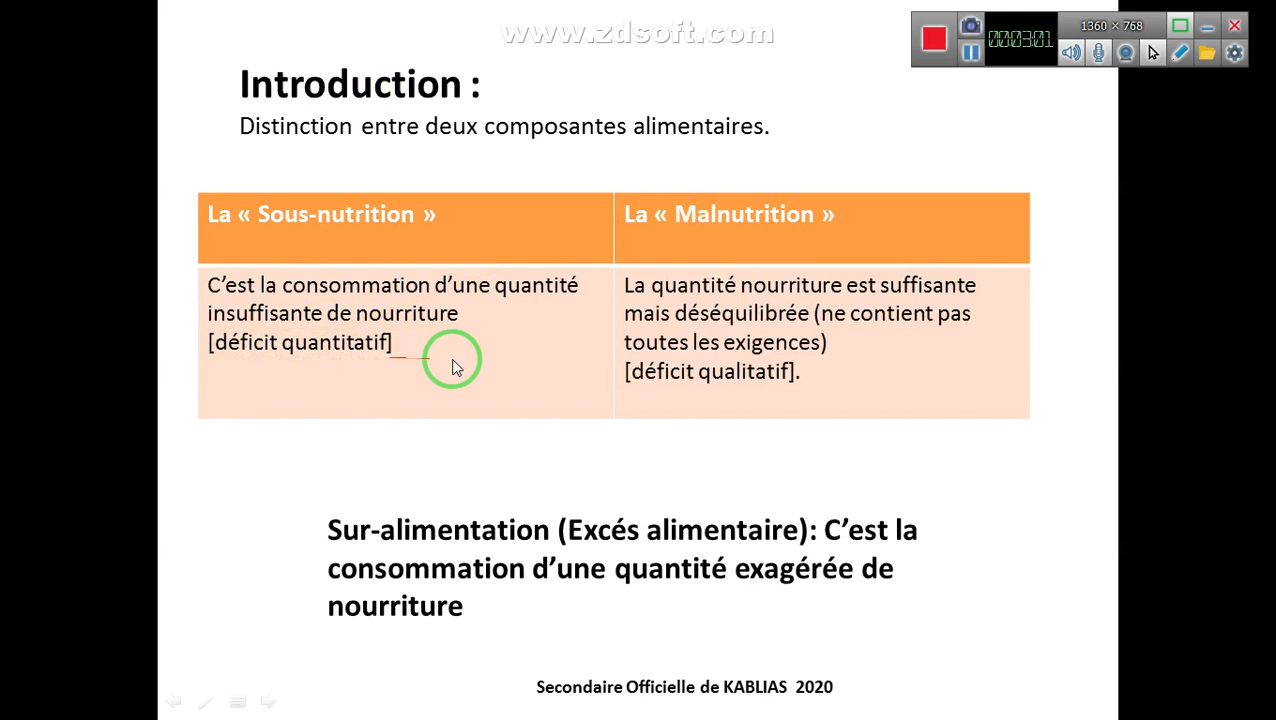 www.zdsoft.com
1360 × 768
00:03:01
Introduction :
Distinction entre deux composantes alimentaires.
La « Sous-nutrition »
C’est la consommation d’une quantité
insuffisante de nourriture
[déficit quantitatif]
La « Malnutrition »
La quantité nourriture est suffisante
mais déséquilibrée (ne contient pas
toutes les exigences)
[déficit qualitatif].
Sur-alimentation (Excés alimentaire): C’est la
consommation d’une quantité exagérée de
nourriture
Secondaire Officielle de KABLIAS 2020